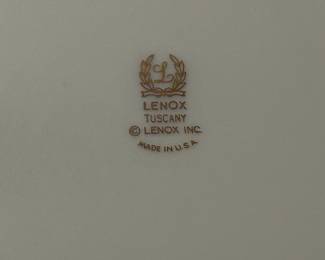 L
LENOX
TUSCANY
© LENOX INC.
MADE IN U.S.A.